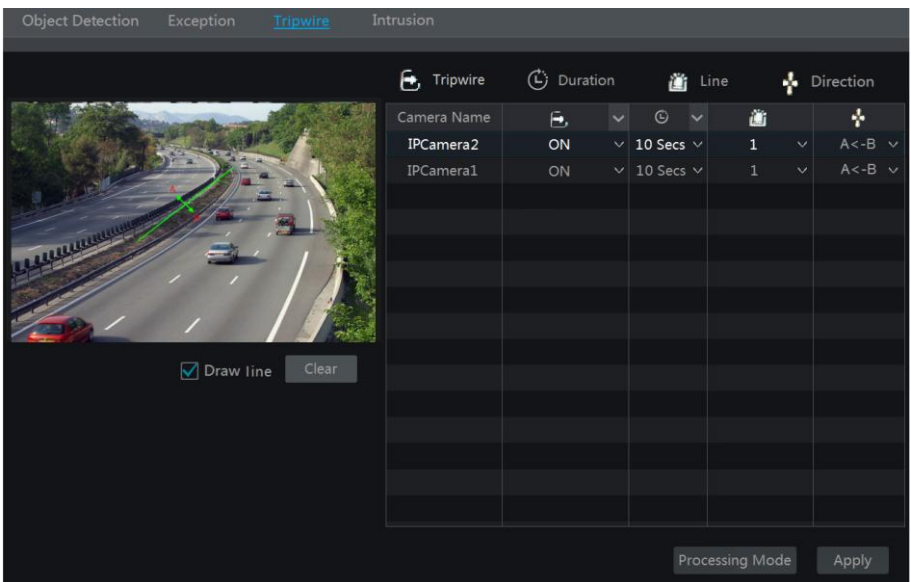 Object Detection Exception Tripwire Intrusion
Tripwire Duration Line Direction
Camera Name
IPCamera2 ON 10 Secs 1 A<-B
IPCamera1 ON 10 Secs 1 A<-B
Draw line Clear
Processing Mode Apply